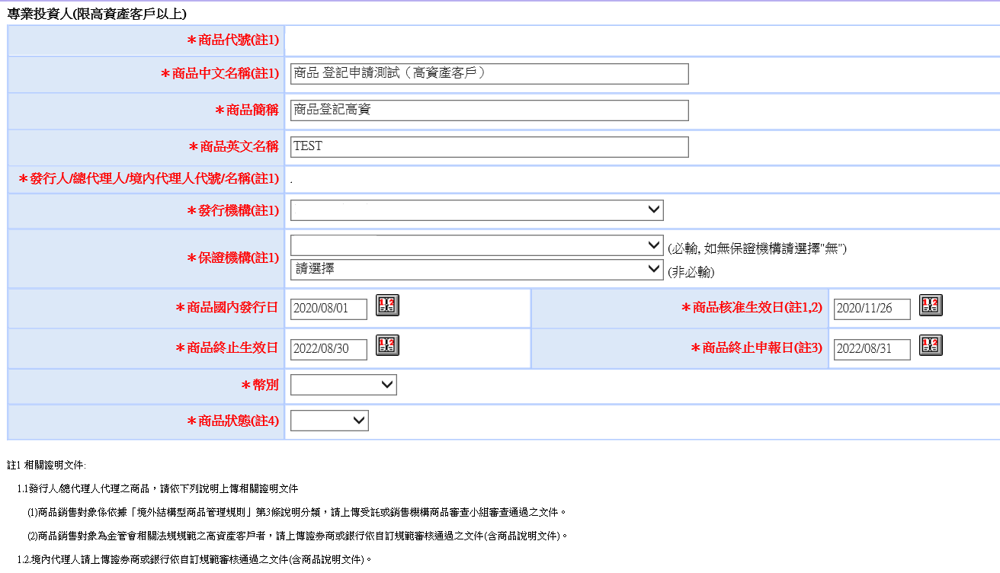 專業投資人(限高資產客戶以上)
＊商品代號(註1)
＊商品中文名稱(註1) 商品 登記申請測試（高資產客戶）
＊商品簡稱 商品登記高資
＊商品英文名稱 TEST
＊發行人/總代理人/境內代理人代號/名稱(註1) .
＊發行機構(註1)
＊保證機構(註1) (必輸, 如無保證機構請選擇"無")
請選擇 (非必輸)
＊商品國內發行日 2020/08/01 ＊商品核准生效日(註1,2) 2020/11/26
＊商品終止生效日 2022/08/30 ＊商品終止申報日(註3) 2022/08/31
＊幣別
＊商品狀態(註4)
註1 相關證明文件:
1.1發行人/總代理人代理之商品，請依下列說明上傳相關證明文件
(1)商品銷售對象係依據「境外結構型商品管理規則」第3條說明分類，請上傳受託或銷售機構商品審查小組審查通過之文件。
(2)商品銷售對象為金管會相關法規規範之高資產客戶者，請上傳證券商或銀行依自訂規範審核通過之文件(含商品說明文件)。
1.2.境內代理人請上傳證券商或銀行依自訂規範審核通過之文件(含商品說明文件)。